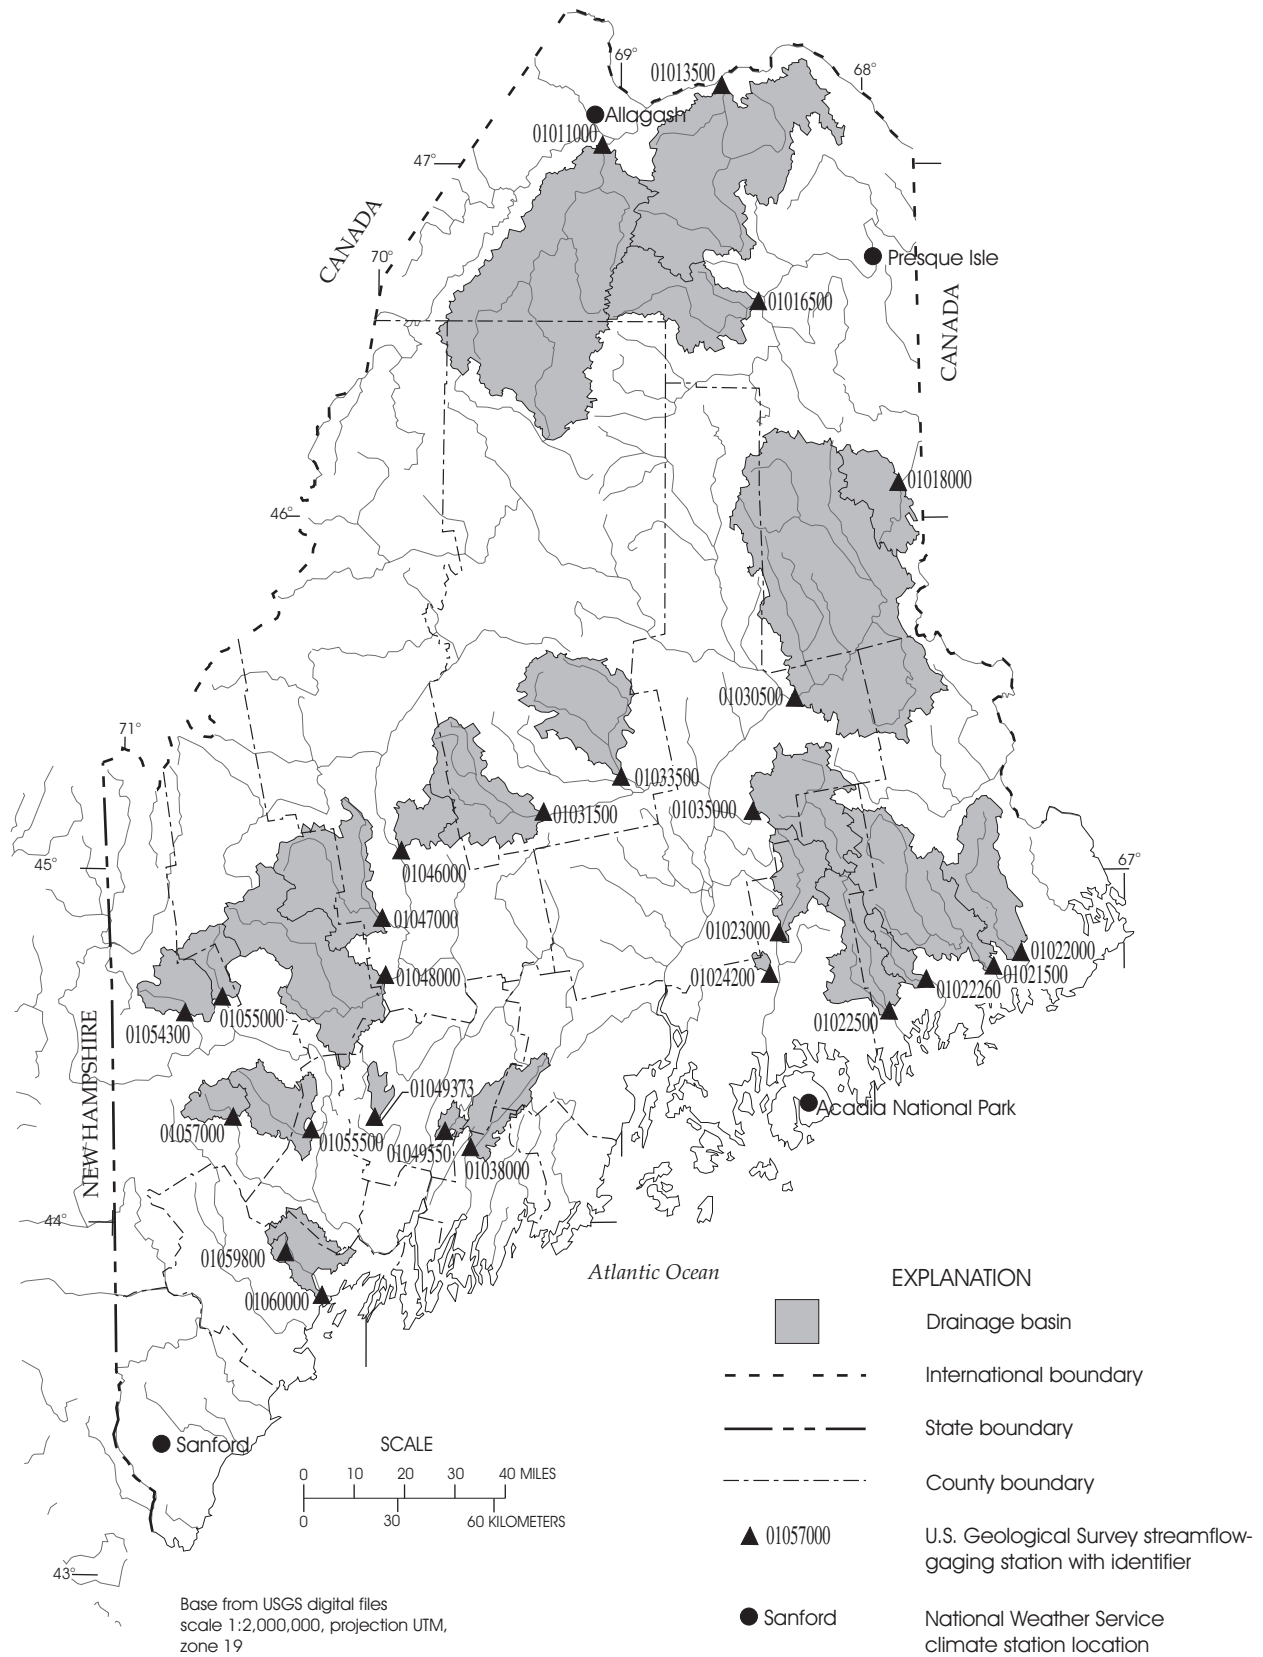 69°
68°
01013500
Allagash
01011000
47°
CANADA
70°
Presque Isle
01016500
CANADA
01018000
46°
01030500
71°
01033500
01031500
01035000
45°
67°
01046000
01047000
01023000
01022000
01021500
01048000
01024200
01022260
01055000
01022500
01054300
NEW HAMPSHIRE
01049373
Acadia National Park
01057000
01055500
01049550
01038000
44°
01059800
Atlantic Ocean
01060000
EXPLANATION
Drainage basin
International boundary
State boundary
Sanford
SCALE
0 10 20 30 40 MILES
0 30 60 KILOMETERS
County boundary
01057000
U.S. Geological Survey streamflow-
gaging station with identifier
43°
Base from USGS digital files
scale 1:2,000,000, projection UTM,
zone 19
Sanford
National Weather Service
climate station location